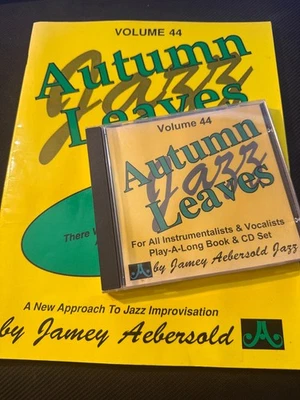 VOLUME 44
Autumn
Jazz
Leaves
There
A New Approach To Jazz Improvisation
by Jamey Aebersold
A
Volume 44
Autumn
Jazz
Leaves
For All Instrumentalists & Vocalists
Play-A-Long Book & CD Set
A by Jamey Aebersold Jazz